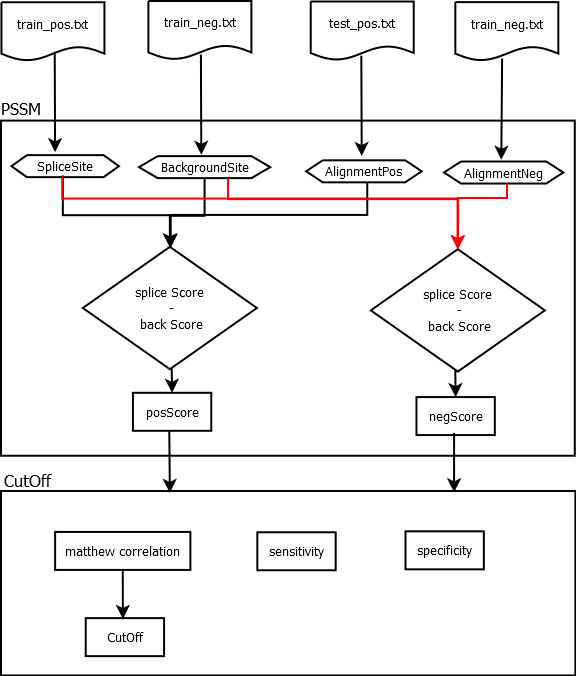 train_pos.txt
train_neg.txt
test_pos.txt
train_neg.txt
PSSM
SpliceSite
BackgroundSite
AlignmentPos
AlignmentNeg
splice Score
-
back Score
splice Score
-
back Score
posScore
negScore
CutOff
matthew correlation
sensitivity
specificity
CutOff